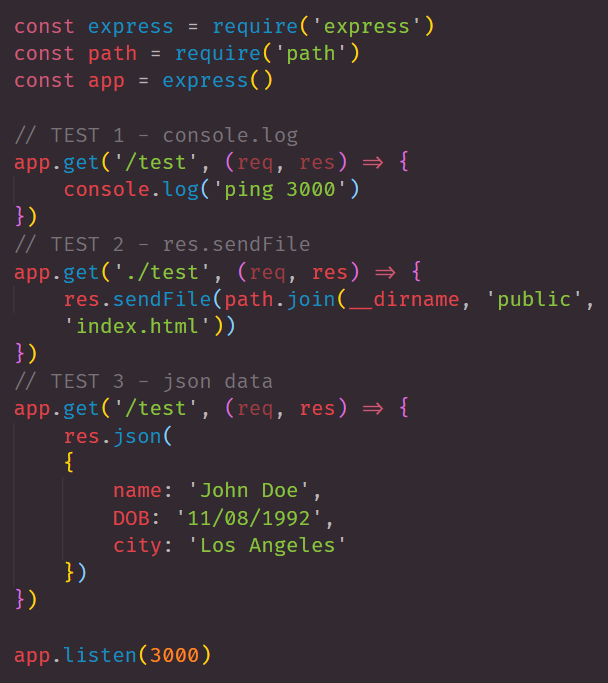 const express = require('express')
const path = require('path')
const app = express()

// TEST 1 - console.log
app.get('/test', (req, res) => {
    console.log('ping 3000')
})
// TEST 2 - res.sendFile
app.get('./test', (req, res) => {
    res.sendFile(path.join(__dirname, 'public',
    'index.html'))
})
// TEST 3 - json data
app.get('/test', (req, res) => {
    res.json(
    {
        name: 'John Doe',
        DOB: '11/08/1992',
        city: 'Los Angeles'
    })
})

app.listen(3000)